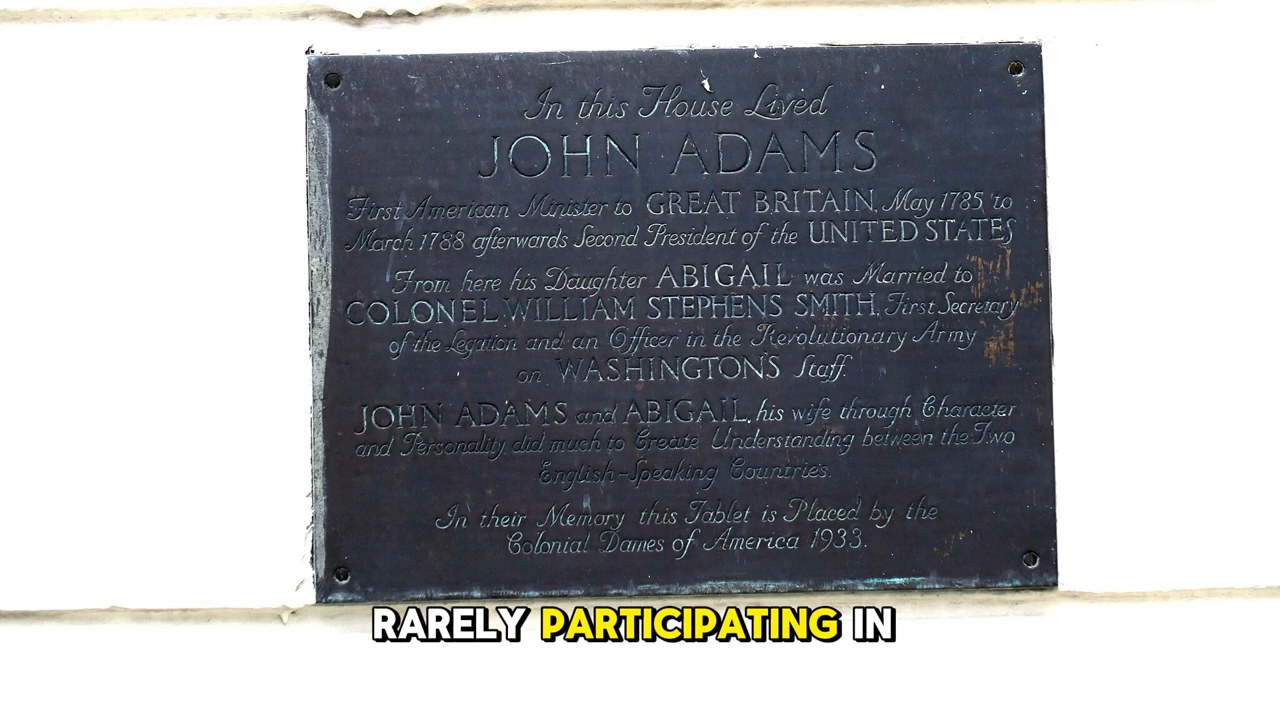 In this House Lived
JOHN ADAMS
First American Minister to GREAT BRITAIN, May 1785 to
March 1788 afterwards Second President of the UNITED STATES
From here his Daughter ABIGAIL was Married to
COLONEL WILLIAM STEPHENS SMITH, First Secretary
of the Legation and an Officer in the Revolutionary Army
on WASHINGTON'S Staff.
JOHN ADAMS and ABIGAIL, his wife through Character
and Personality did much to Create Understanding between the Two
English-Speaking Countries.
In their Memory this Tablet is Placed by the
Colonial Dames of America 1933.
RARELY PARTICIPATING IN